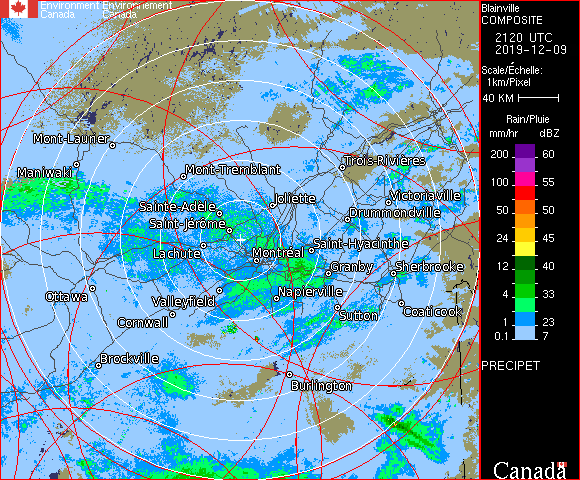 Environment Environnement
Canada Canada
Blainville
COMPOSITE
2120 UTC
2019-12-09
Scale/Échelle:
1km/Pixel
40 KM
Rain/Pluie
mm/hr dBZ
200 60
100 55
50 50
24 45
12 40
4 33
1 23
0.1 7
PRECIPET
Canada
Mont-Laurier
Maniwaki
Mont-Tremblant
Trois-Rivières
Sainte-Adele
Joliette
Victoriaville
Drummondville
Saint-Jérôme
Lachute
Montréal
Saint-Hyacinthe
Granby
Sherbrooke
Ottawa
Valleyfield
Napierville
Cornwall
Sutton
Coaticook
Brockville
Burlington